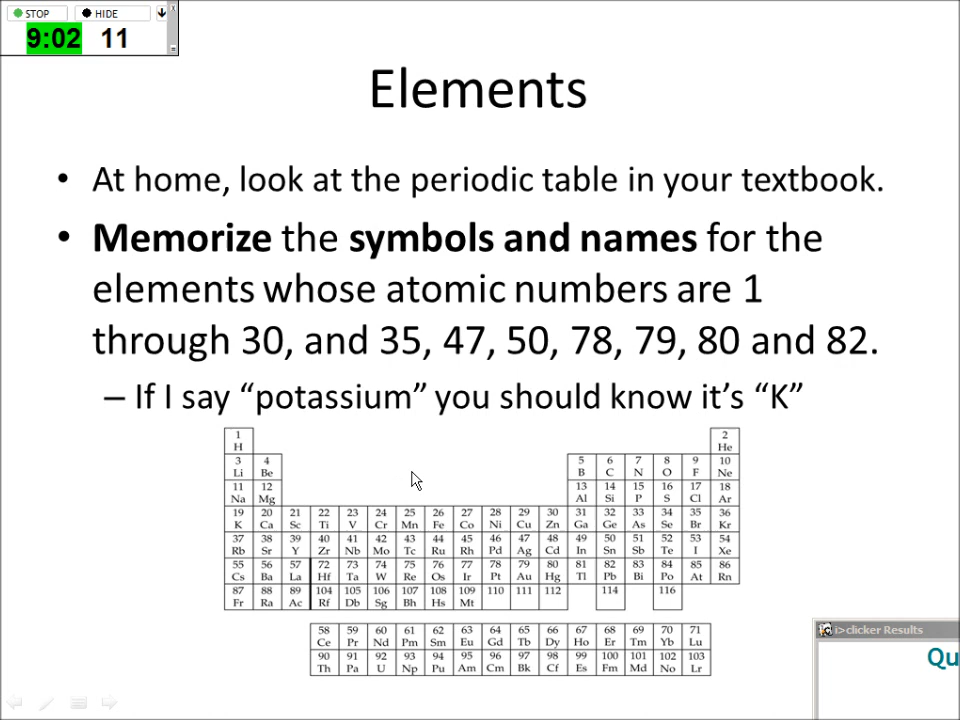 STOP HIDE
9:02 11
Elements
• At home, look at the periodic table in your textbook.
• Memorize the symbols and names for the
elements whose atomic numbers are 1
through 30, and 35, 47, 50, 78, 79, 80 and 82.
– If I say “potassium” you should know it’s “K”
1 2
H He
3 4 5 6 7 8 9 10
Li Be B C N O F Ne
11 12 13 14 15 16 17 18
Na Mg Al Si P S Cl Ar
19 20 21 22 23 24 25 26 27 28 29 30 31 32 33 34 35 36
K Ca Sc Ti V Cr Mn Fe Co Ni Cu Zn Ga Ge As Se Br Kr
37 38 39 40 41 42 43 44 45 46 47 48 49 50 51 52 53 54
Rb Sr Y Zr Nb Mo Tc Ru Rh Pd Ag Cd In Sn Sb Te I Xe
55 56 57 72 73 74 75 76 77 78 79 80 81 82 83 84 85 86
Cs Ba La Hf Ta W Re Os Ir Pt Au Hg Tl Pb Bi Po At Rn
87 88 89 104 105 106 107 108 109 110 111 112 114 116
Fr Ra Ac Rf Db Sg Bh Hs Mt
58 59 60 61 62 63 64 65 66 67 68 69 70 71
Ce Pr Nd Pm Sm Eu Gd Tb Dy Ho Er Tm Yb Lu
90 91 92 93 94 95 96 97 98 99 100 101 102 103
Th Pa U Np Pu Am Cm Bk Cf Es Fm Md No Lr
i>clicker Results
Qu